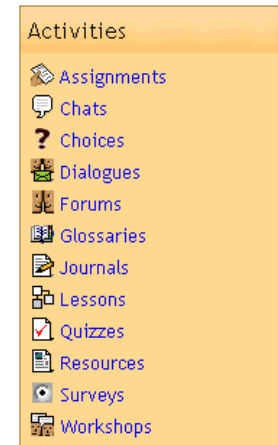 Activities
Assignments
Chats
Choices
Dialogues
Forums
Glossaries
Journals
Lessons
Quizzes
Resources
Surveys
Workshops